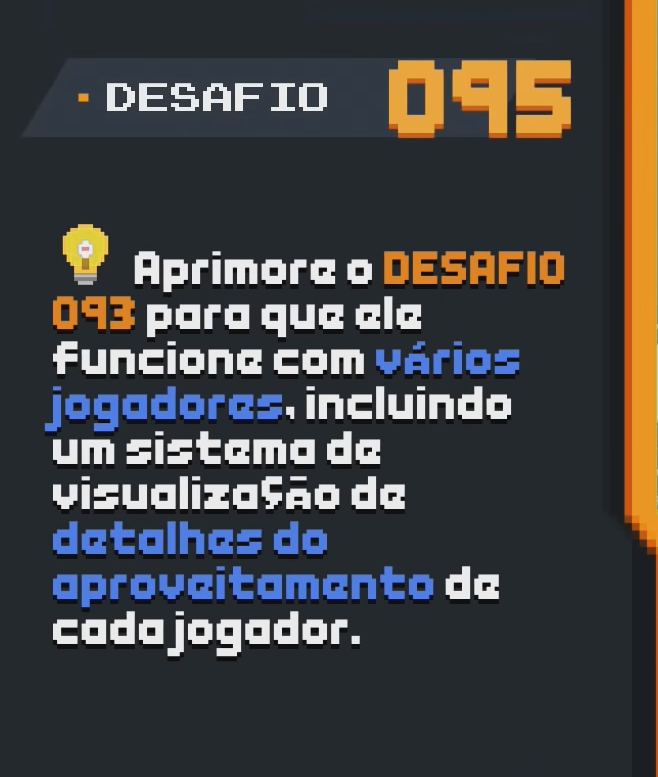 DESAFIO 095
Aprimore o DESAFIO
093 para que ele
funcione com vários
jogadores, incluindo
um sistema de
visualização de
detalhes do
aproveitamento de
cada jogador.